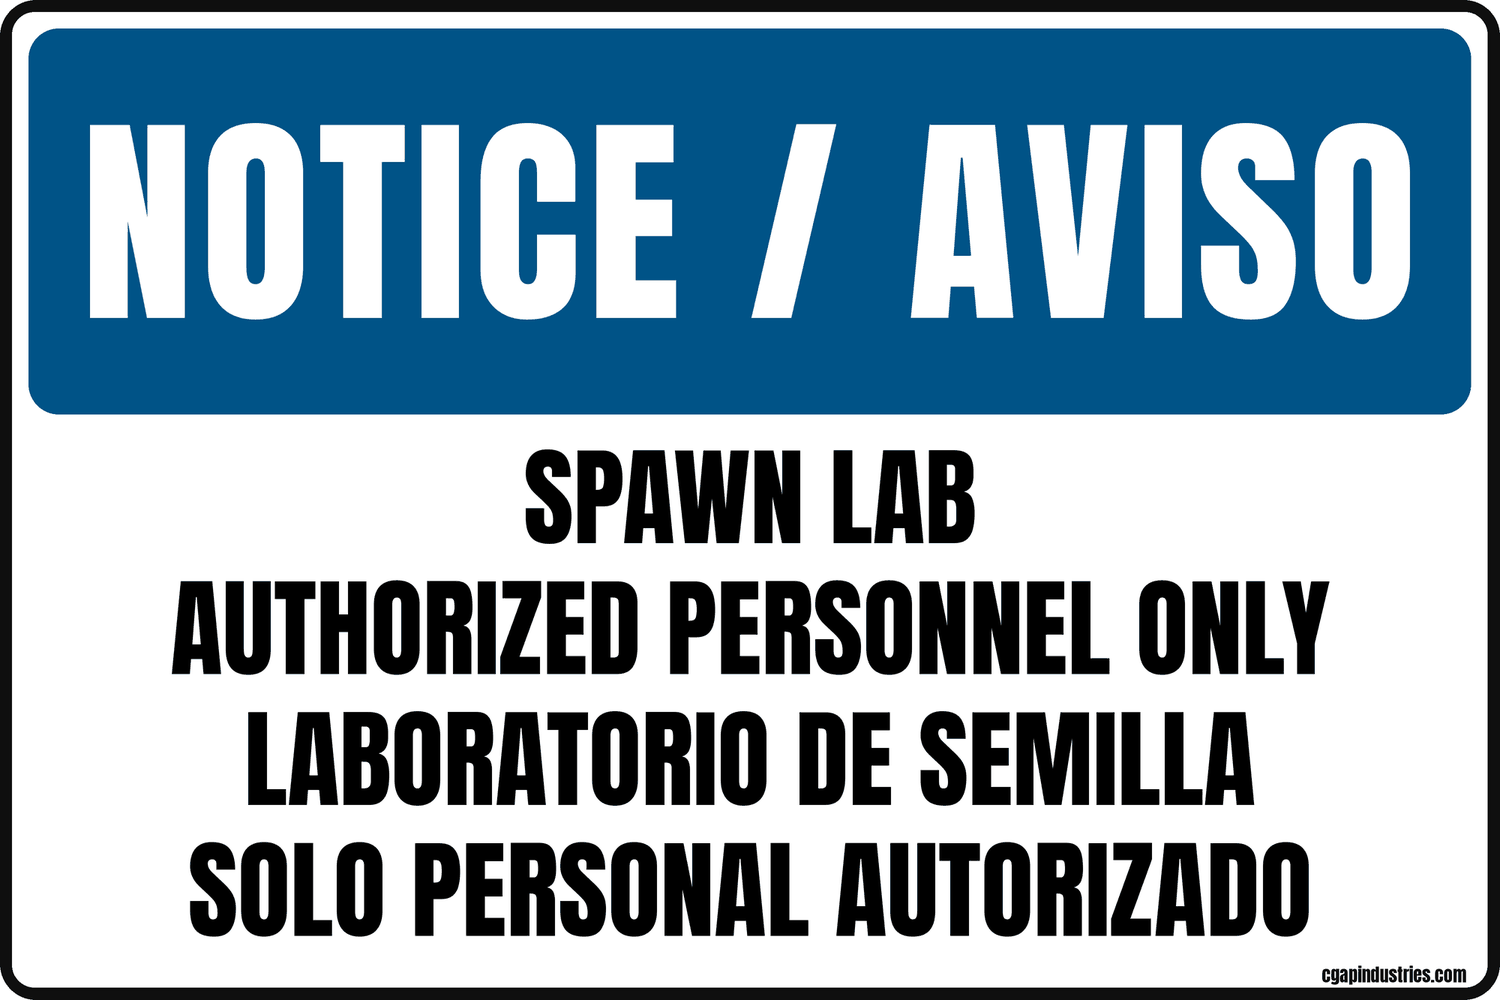 NOTICE / AVISO
SPAWN LAB
AUTHORIZED PERSONNEL ONLY
LABORATORIO DE SEMILLA
SOLO PERSONAL AUTORIZADO
cgapindustries.com